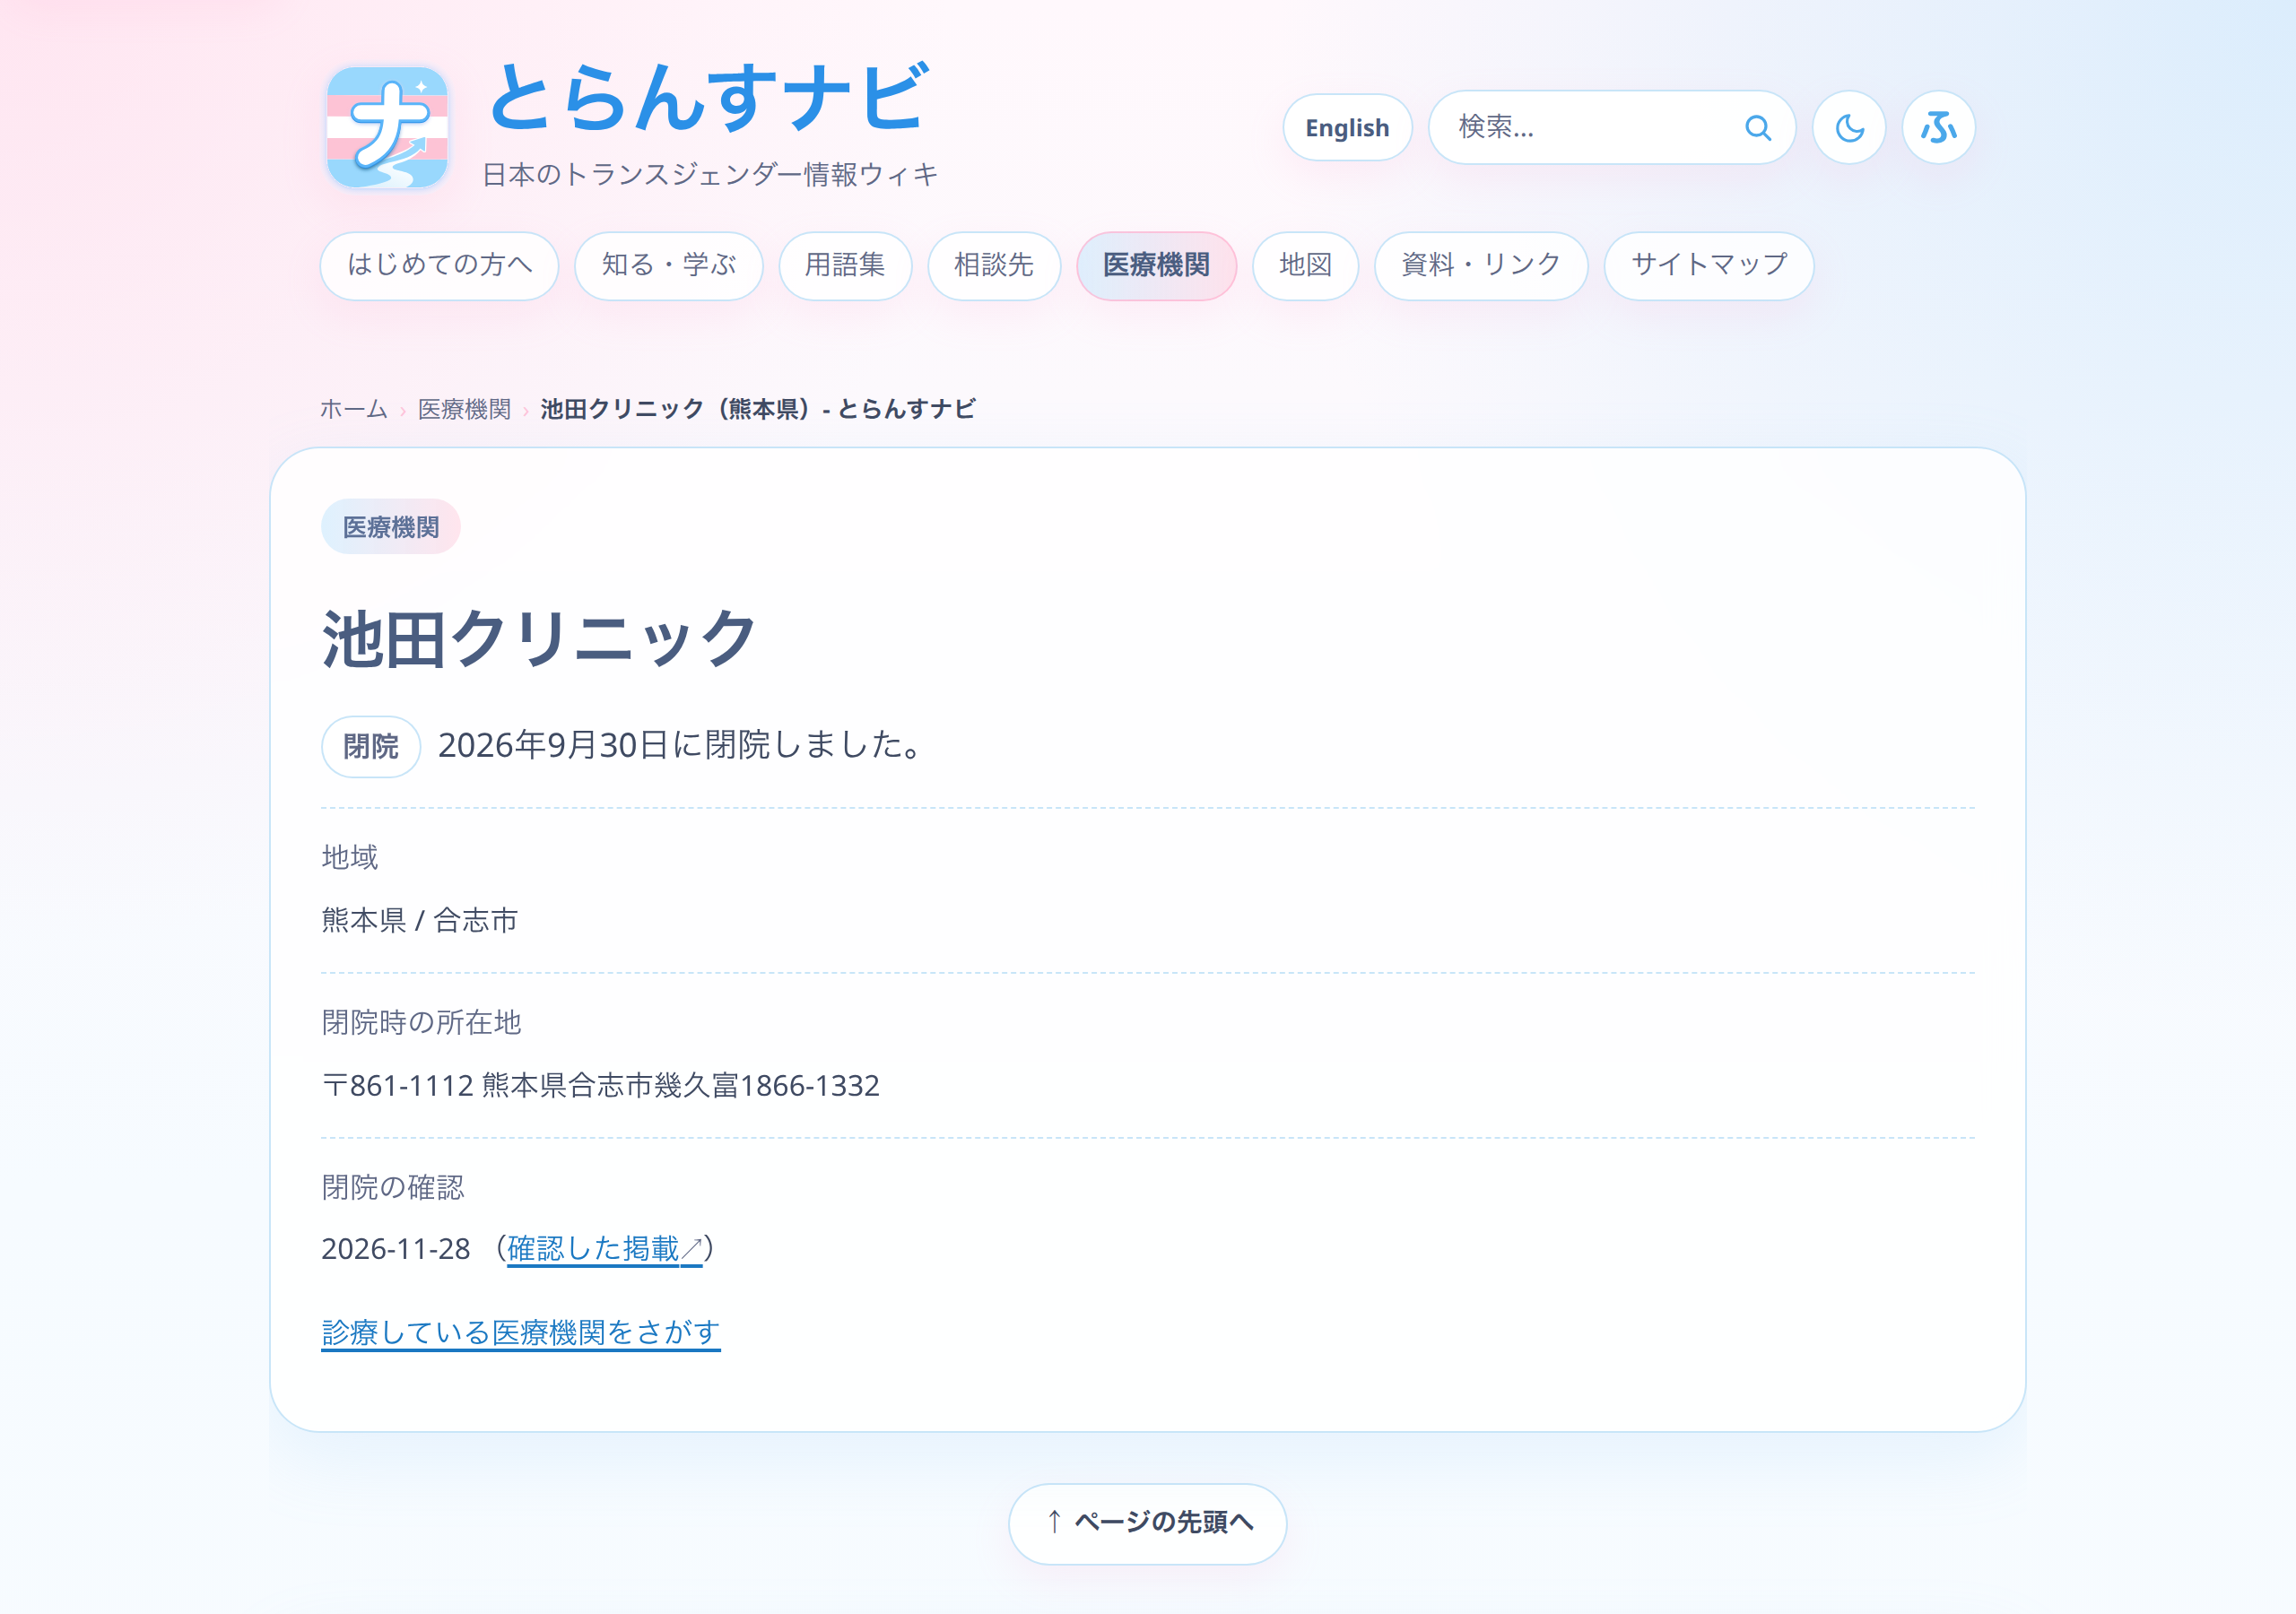 ナ
とらんすナビ
日本のトランスジェンダー情報ウィキ
English
検索...
ふ
はじめての方へ
知る・学ぶ
用語集
相談先
医療機関
地図
資料・リンク
サイトマップ
ホーム › 医療機関 › 池田クリニック（熊本県）- とらんすナビ
医療機関
池田クリニック
閉院 2026年9月30日に閉院しました。
地域
熊本県 / 合志市
閉院時の所在地
〒861-1112 熊本県合志市幾久富1866-1332
閉院の確認
2026-11-28 （確認した掲載↗）
診療している医療機関をさがす
↑ ページの先頭へ